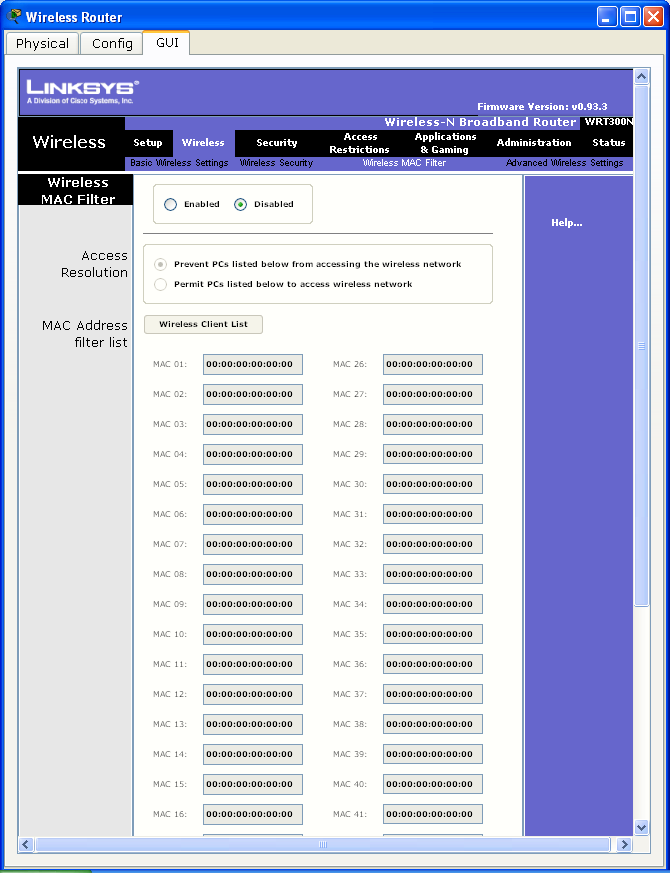 Wireless Router
Physical Config GUI
LINKSYS®
A Division of Cisco Systems, Inc.
Firmware Version: v0.93.3
Wireless-N Broadband Router WRT300N
Wireless
Setup Wireless Security Access Restrictions Applications & Gaming Administration Status
Basic Wireless Settings Wireless Security Wireless MAC Filter Advanced Wireless Settings
Wireless
MAC Filter
Enabled Disabled
Help...
Access
Resolution
Prevent PCs listed below from accessing the wireless network
Permit PCs listed below to access wireless network
MAC Address
filter list
Wireless Client List
MAC 01: 00:00:00:00:00:00 MAC 26: 00:00:00:00:00:00
MAC 02: 00:00:00:00:00:00 MAC 27: 00:00:00:00:00:00
MAC 03: 00:00:00:00:00:00 MAC 28: 00:00:00:00:00:00
MAC 04: 00:00:00:00:00:00 MAC 29: 00:00:00:00:00:00
MAC 05: 00:00:00:00:00:00 MAC 30: 00:00:00:00:00:00
MAC 06: 00:00:00:00:00:00 MAC 31: 00:00:00:00:00:00
MAC 07: 00:00:00:00:00:00 MAC 32: 00:00:00:00:00:00
MAC 08: 00:00:00:00:00:00 MAC 33: 00:00:00:00:00:00
MAC 09: 00:00:00:00:00:00 MAC 34: 00:00:00:00:00:00
MAC 10: 00:00:00:00:00:00 MAC 35: 00:00:00:00:00:00
MAC 11: 00:00:00:00:00:00 MAC 36: 00:00:00:00:00:00
MAC 12: 00:00:00:00:00:00 MAC 37: 00:00:00:00:00:00
MAC 13: 00:00:00:00:00:00 MAC 38: 00:00:00:00:00:00
MAC 14: 00:00:00:00:00:00 MAC 39: 00:00:00:00:00:00
MAC 15: 00:00:00:00:00:00 MAC 40: 00:00:00:00:00:00
MAC 16: 00:00:00:00:00:00 MAC 41: 00:00:00:00:00:00